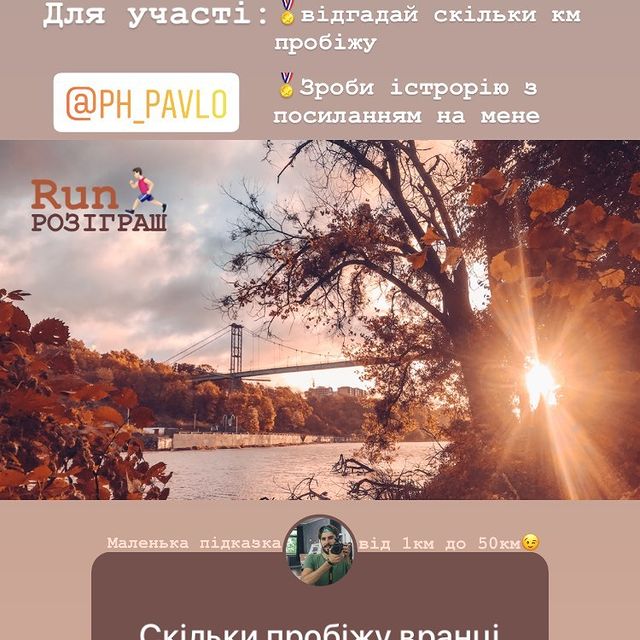 Для участі:
🏅відгадай скільки км
пробіжу
@PH_PAVLO
🏅Зроби істрорію з
посиланням на мене
Run🏃
РОЗІГРАШ
Маленька підказка від 1км до 50км😉
Скільки пробіжу вранці